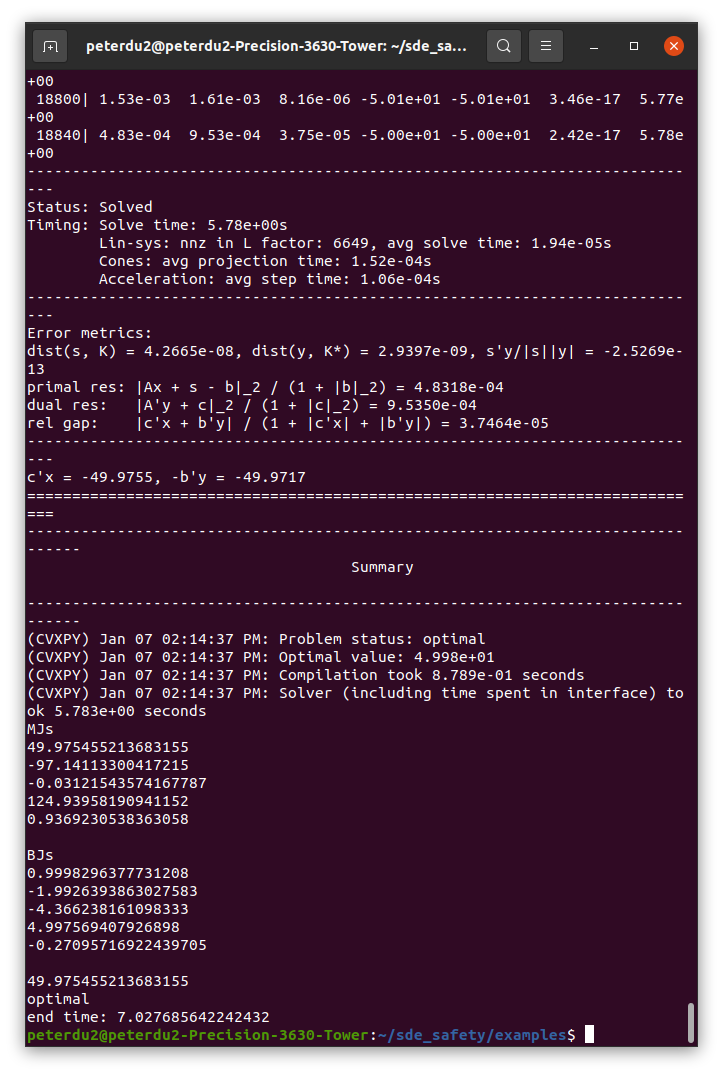 peterdu2@peterdu2-Precision-3630-Tower: ~/sde_sa...
+00
 18800| 1.53e-03  1.61e-03  8.16e-06 -5.01e+01 -5.01e+01  3.46e-17  5.77e
+00
 18840| 4.83e-04  9.53e-04  3.75e-05 -5.00e+01 -5.00e+01  2.42e-17  5.78e
+00
-------------------------------------------------------------------------
---
Status: Solved
Timing: Solve time: 5.78e+00s
        Lin-sys: nnz in L factor: 6649, avg solve time: 1.94e-05s
        Cones: avg projection time: 1.52e-04s
        Acceleration: avg step time: 1.06e-04s
-------------------------------------------------------------------------
---
Error metrics:
dist(s, K) = 4.2665e-08, dist(y, K*) = 2.9397e-09, s'y/|s||y| = -2.5269e-
13
primal res: |Ax + s - b|_2 / (1 + |b|_2) = 4.8318e-04
dual res:   |A'y + c|_2 / (1 + |c|_2) = 9.5350e-04
rel gap:    |c'x + b'y| / (1 + |c'x| + |b'y|) = 3.7464e-05
-------------------------------------------------------------------------
---
c'x = -49.9755, -b'y = -49.9717
=========================================================================
===
-------------------------------------------------------------------------
------
                                    Summary
-------------------------------------------------------------------------
------
(CVXPY) Jan 07 02:14:37 PM: Problem status: optimal
(CVXPY) Jan 07 02:14:37 PM: Optimal value: 4.998e+01
(CVXPY) Jan 07 02:14:37 PM: Compilation took 8.789e-01 seconds
(CVXPY) Jan 07 02:14:37 PM: Solver (including time spent in interface) to
ok 5.783e+00 seconds
MJs
49.975455213683155
-97.14113300417215
-0.03121543574167787
124.93958190941152
0.9369230538363058

BJs
0.9998296377731208
-1.9926393863027583
-4.366238161098333
4.997569407926898
-0.27095716922439705

49.975455213683155
optimal
end time: 7.027685642242432
peterdu2@peterdu2-Precision-3630-Tower:~/sde_safety/examples$